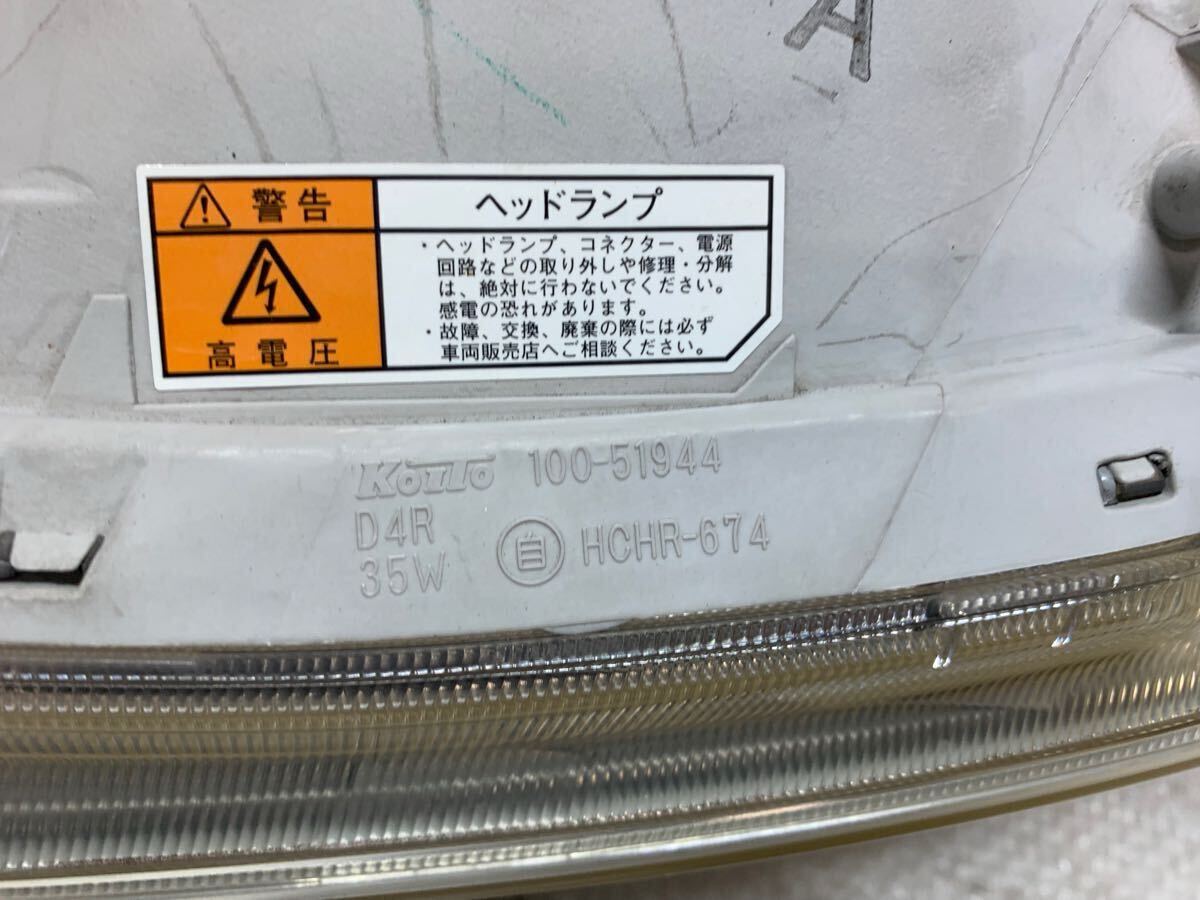 A
警告
ヘッドランプ
高電圧
・ヘッドランプ、コネクター、電源
回路などの取り外しや修理・分解
は、絶対に行わないでください。
感電の恐れがあります。
・故障、交換、廃棄の際には必ず
車両販売店へご相談ください。
KOITO 100-51944
D4R
35W 自 HCHR-674